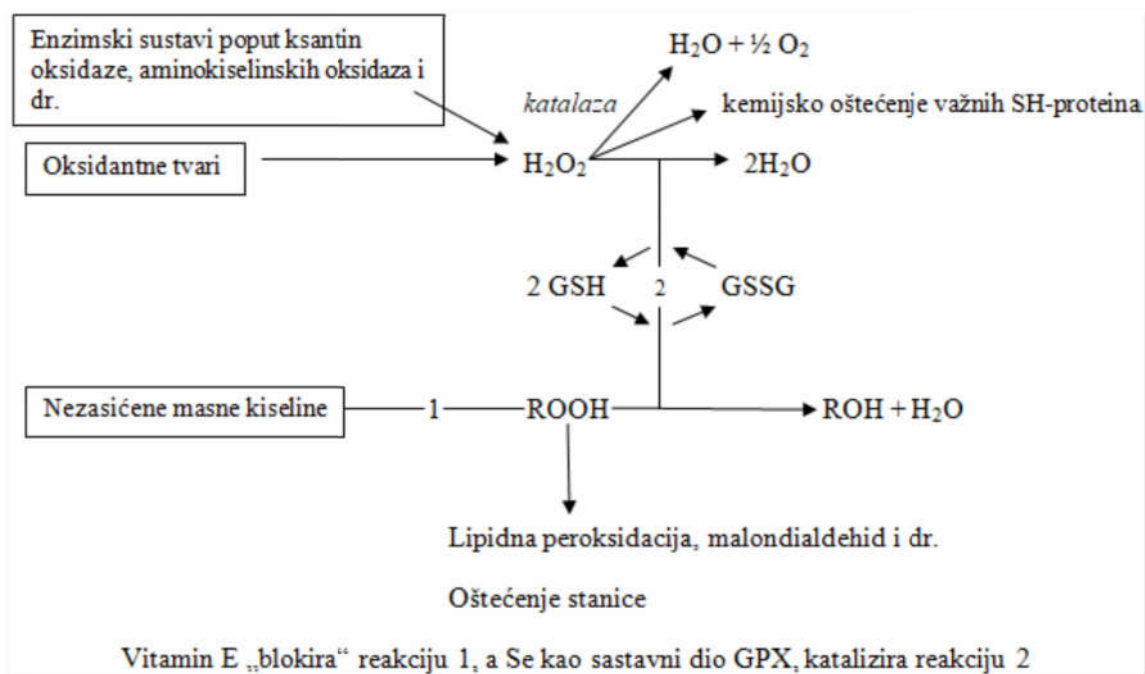 Enzimski sustavi poput ksantin
oksidaze, aminokiselinskih oksidaza i
dr.
H₂O + ½ O₂
katalaza
kemijsko oštećenje važnih SH-proteina
Oksidantne tvari
H₂O₂
2H₂O
2 GSH
2
GSSG
Nezasićene masne kiseline
1
ROOH
ROH + H₂O
Lipidna peroksidacija, malondialdehid i dr.
Oštećenje stanice
Vitamin E „blokira“ reakciju 1, a Se kao sastavni dio GPX, katalizira reakciju 2